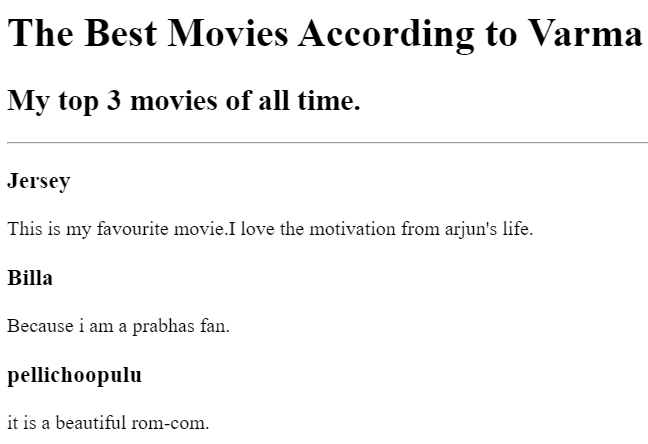 The Best Movies According to Varma
My top 3 movies of all time.
Jersey
This is my favourite movie.I love the motivation from arjun's life.
Billa
Because i am a prabhas fan.
pellichoopulu
it is a beautiful rom-com.